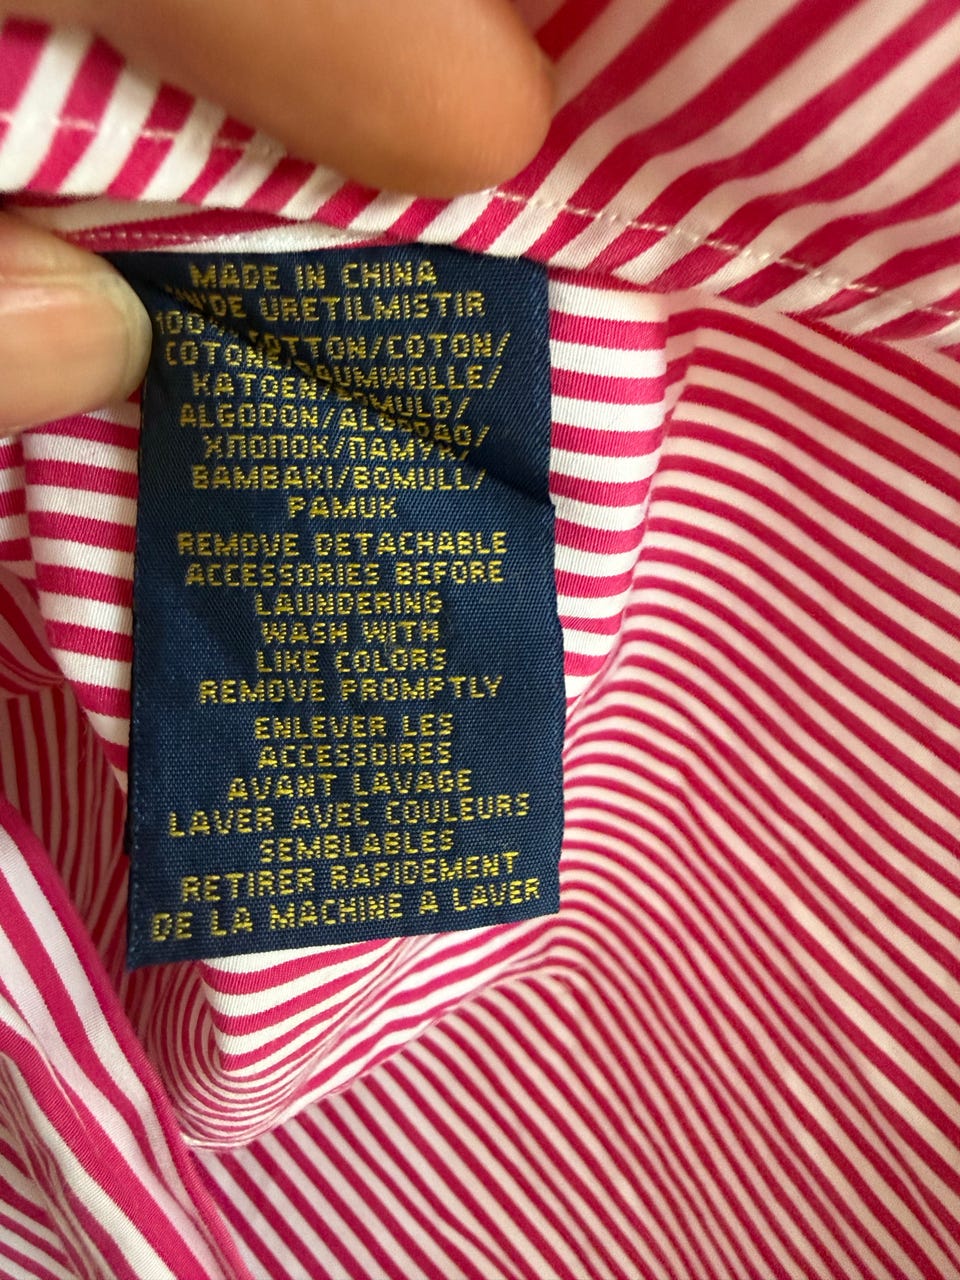 MADE IN CHINA
URETILMISTIR
COTTON/COTON/
KATOEN/
ALGODON/
ХЛОПОК/ПАМУК/
BAMBAKI/BOMULL/
PAMUK
REMOVE DETACHABLE
ACCESSORIES BEFORE
LAUNDERING
WASH WITH
LIKE COLORS
REMOVE PROMPTLY
ENLEVER LES
ACCESSOIRES
AVANT LAVAGE
LAVER AVEC COULEURS
SEMBLABLES
RETIRER RAPIDEMENT
DE LA MACHINE A LAVER